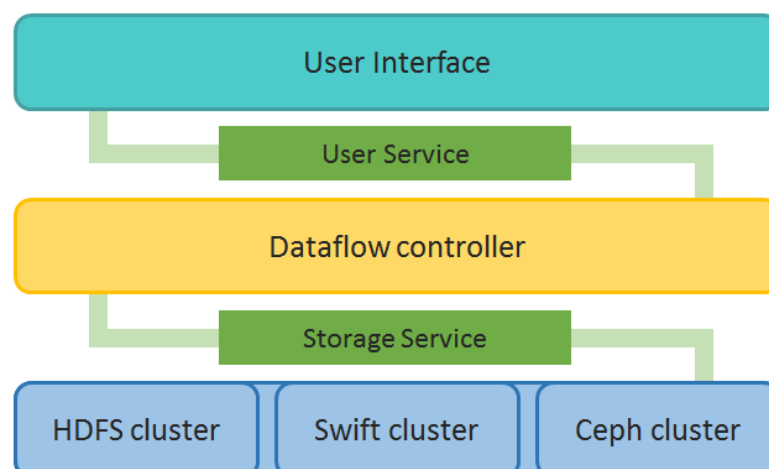 User Interface
User Service
Dataflow controller
Storage Service
HDFS cluster
Swift cluster
Ceph cluster